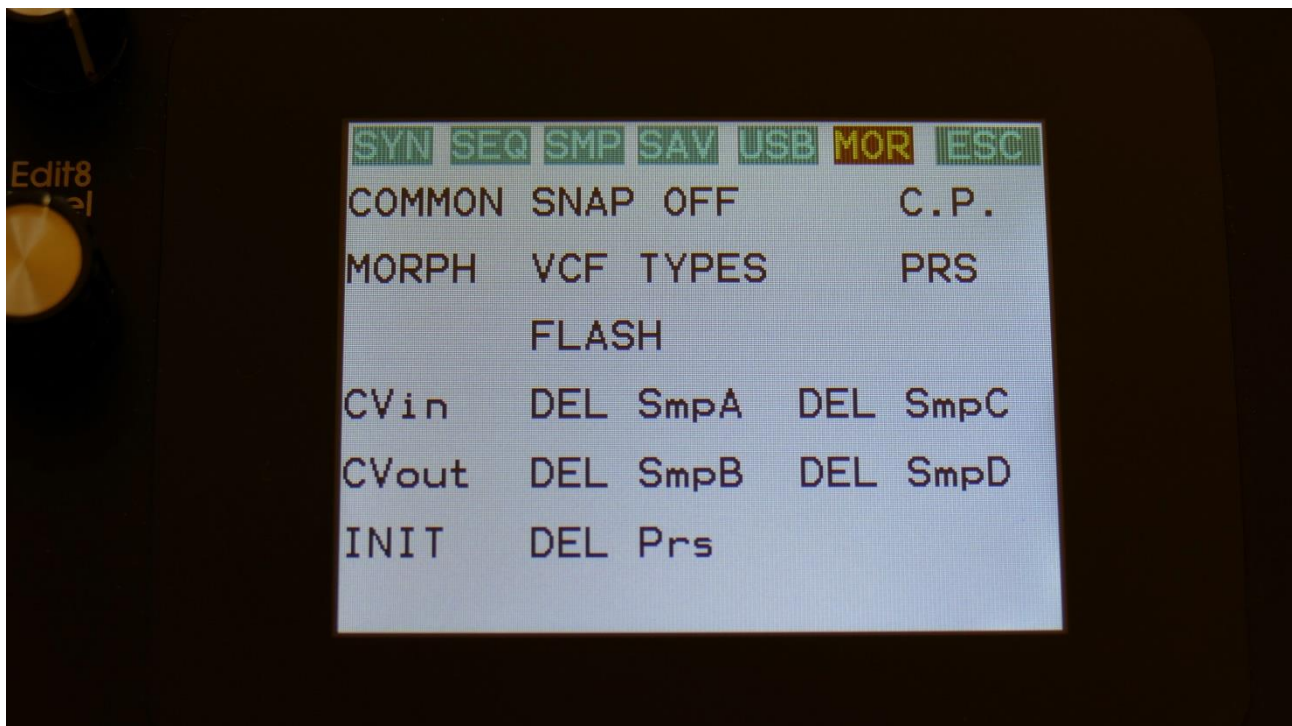 SYN SEQ SMP SAV USB MOR ESC
Edit8
COMMON SNAP OFF C.P.
MORPH VCF TYPES PRS
FLASH
CVin DEL SmpA DEL SmpC
CVout DEL SmpB DEL SmpD
INIT DEL Prs